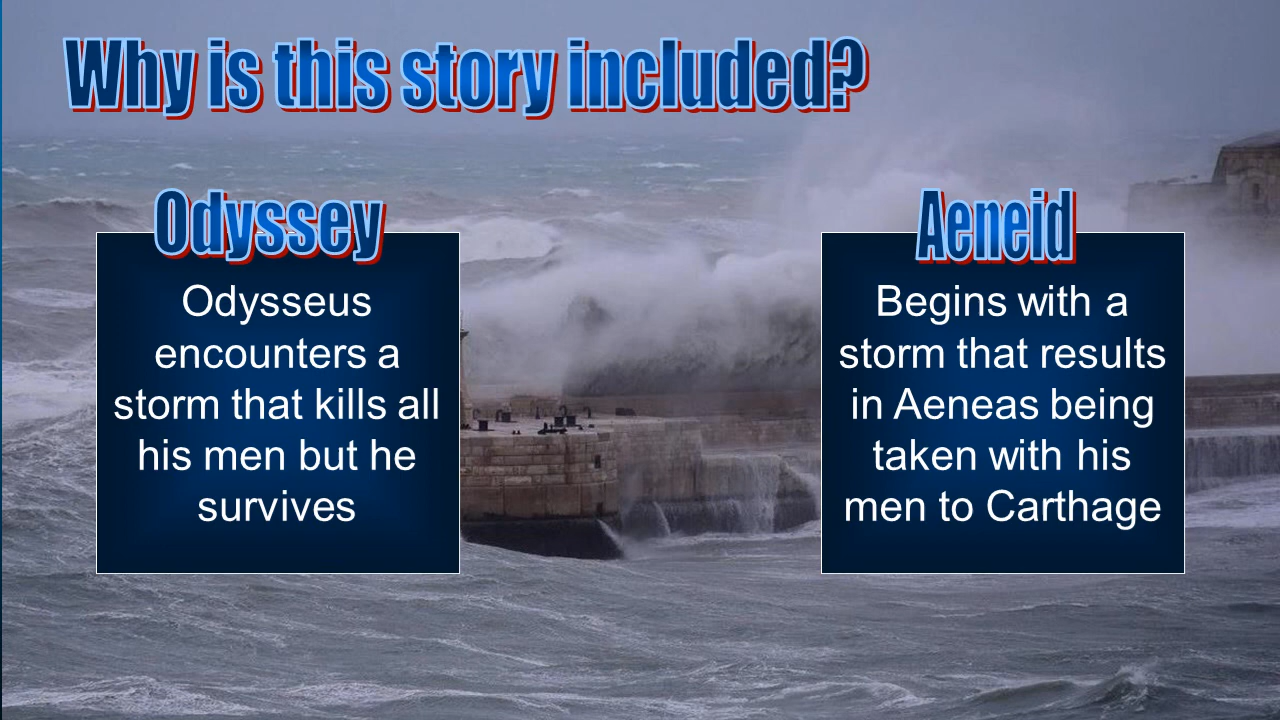 Why is this story included?
Odyssey
Odysseus
encounters a
storm that kills all
his men but he
survives
Aeneid
Begins with a
storm that results
in Aeneas being
taken with his
men to Carthage